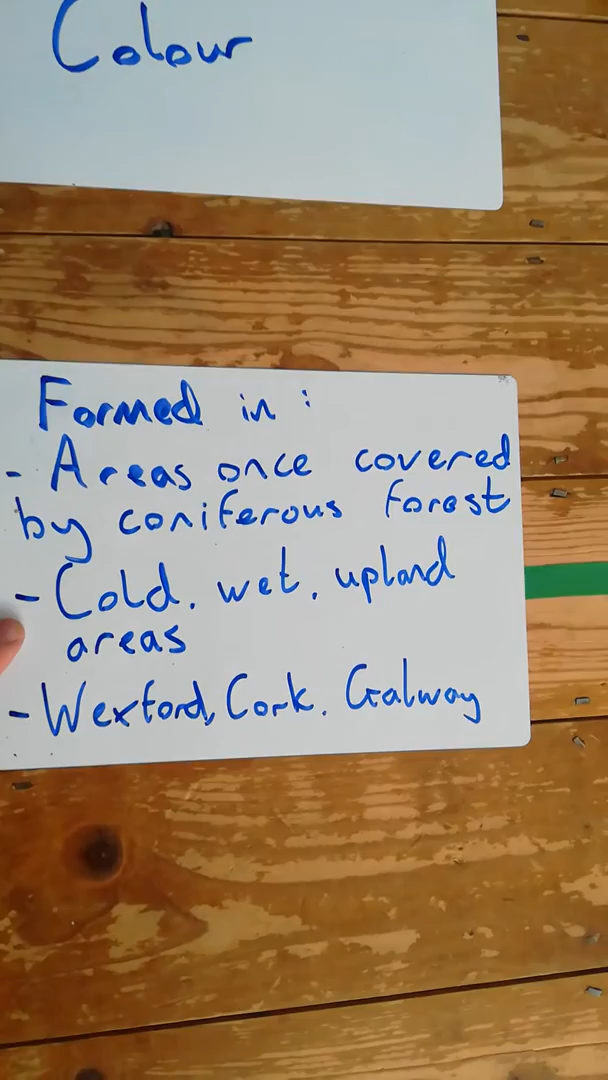 Colour
Formed in :
- Areas once covered
by coniferous forest
- Cold, wet, upland
areas
- Wexford, Cork, Galway